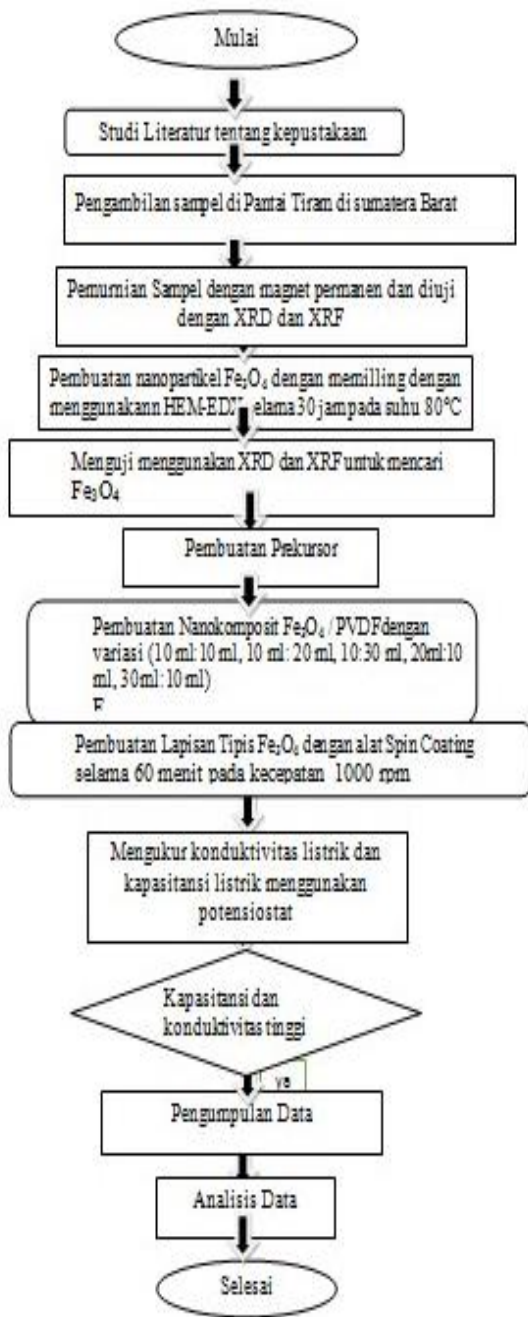 Mulai
Studi Literatur tentang kepustakaan
Pengambilan sampel di Pantai Tiram di sumatera Barat
Pemurnian Sampel dengan magnet permanen dan diuji
dengan XRD dan XRF
Pembuatan nanopartikel Fe₃O₄ dengan memilling dengan
menggunakann HEM-EDX elama 30 jam pada suhu 80°C
Menguji menggunakan XRD dan XRF untuk mencari
Fe₃O₄
Pembuatan Prekursor
Pembuatan Nanokomposit Fe₃O₄ / PVDF dengan
variasi (10 ml:10 ml, 10 ml: 20 ml, 10:30 ml, 20ml:10
ml, 30ml:10 ml)
Pembuatan Lapisan Tipis Fe₃O₄ dengan alat Spin Coating
selama 60 menit pada kecepatan 1000 rpm
Mengukur konduktivitas listrik dan
kapasitansi listrik menggunakan
potensiostat
Kapasitansi dan
konduktivitas tinggi
ya
Pengumpulan Data
Analisis Data
Selesai